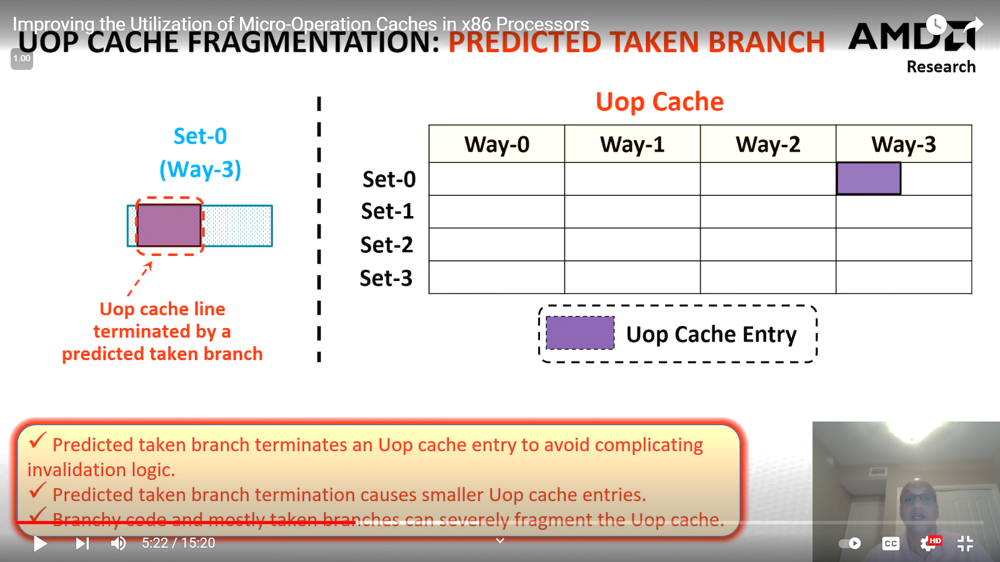 Improving the Utilization of Micro-Operation Caches in x86 Processors
UOP CACHE FRAGMENTATION: PREDICTED TAKEN BRANCH
AMD
Research
1.00
Set-0
(Way-3)
Uop cache line
terminated by a
predicted taken branch
Uop Cache
Way-0 Way-1 Way-2 Way-3
Set-0
Set-1
Set-2
Set-3
Uop Cache Entry
✓ Predicted taken branch terminates an Uop cache entry to avoid complicating
invalidation logic.
✓ Predicted taken branch termination causes smaller Uop cache entries.
✓ Branchy code and mostly taken branches can severely fragment the Uop cache.
5:22 / 15:20
CC
HD